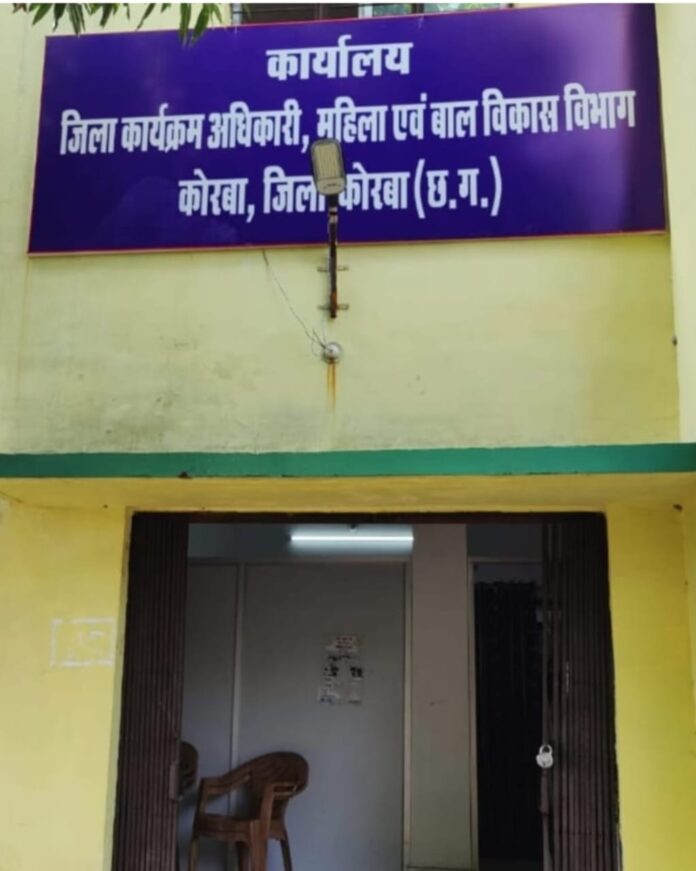 कार्यालय
जिला कार्यक्रम अधिकारी, महिला एवं बाल विकास विभाग
कोरबा, जिला कोरबा (छ.ग.)